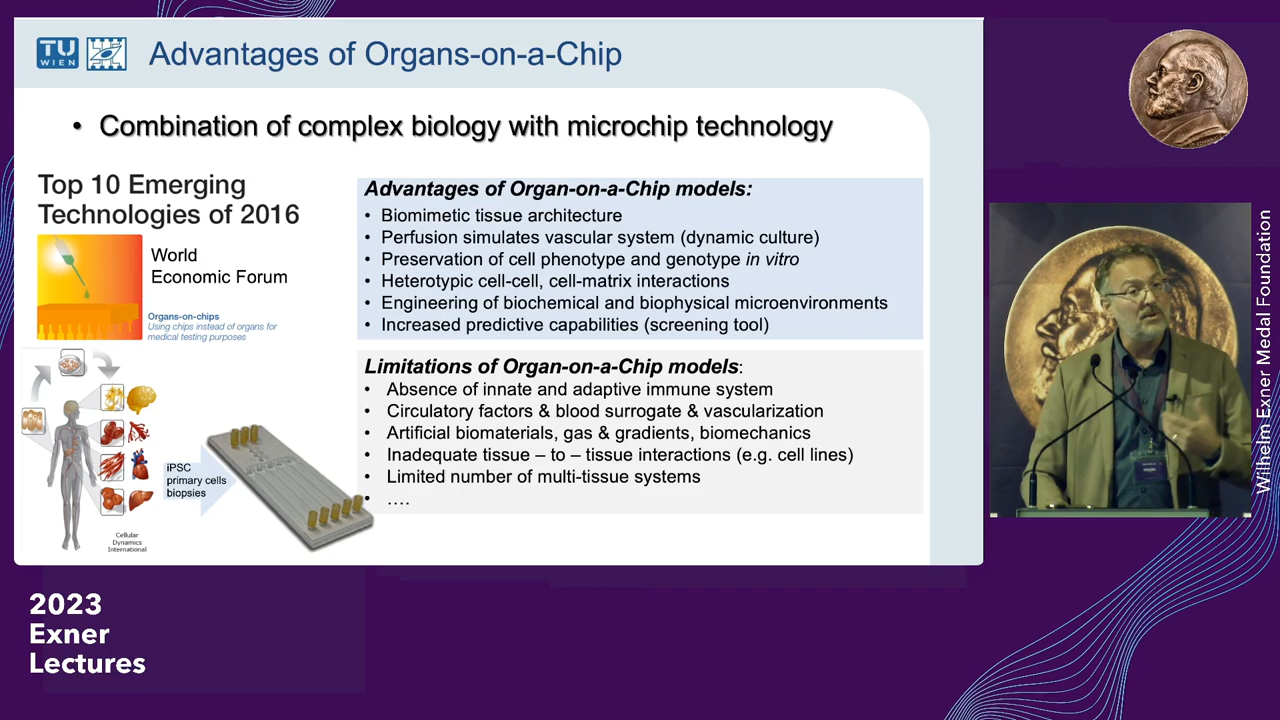 TU
WIEN
Advantages of Organs-on-a-Chip
• Combination of complex biology with microchip technology
Top 10 Emerging
Technologies of 2016
World
Economic Forum
Organs-on-chips
Using chips instead of organs for
medical testing purposes
iPSC
primary cells
biopsies
Cellular
Dynamics
International
Advantages of Organ-on-a-Chip models:
• Biomimetic tissue architecture
• Perfusion simulates vascular system (dynamic culture)
• Preservation of cell phenotype and genotype in vitro
• Heterotypic cell-cell, cell-matrix interactions
• Engineering of biochemical and biophysical microenvironments
• Increased predictive capabilities (screening tool)
Limitations of Organ-on-a-Chip models:
• Absence of innate and adaptive immune system
• Circulatory factors & blood surrogate & vascularization
• Artificial biomaterials, gas & gradients, biomechanics
• Inadequate tissue – to – tissue interactions (e.g. cell lines)
• Limited number of multi-tissue systems
• ....
Wilhelm Exner Medal Foundation
2023
Exner
Lectures